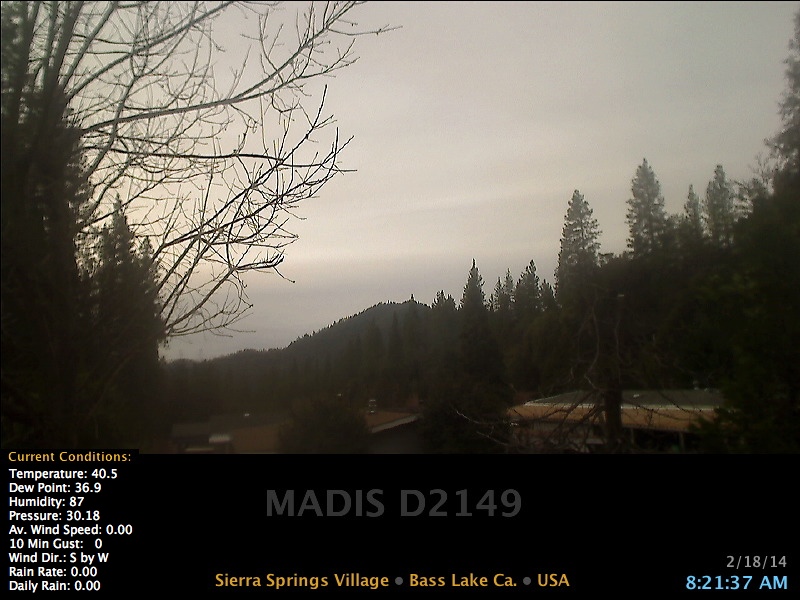 Current Conditions:
Temperature: 40.5
Dew Point: 36.9
Humidity: 87
Pressure: 30.18
Av. Wind Speed: 0.00
10 Min Gust: 0
Wind Dir.: S by W
Rain Rate: 0.00
Daily Rain: 0.00
MADIS D2149
Sierra Springs Village • Bass Lake Ca. • USA
2/18/14
8:21:37 AM